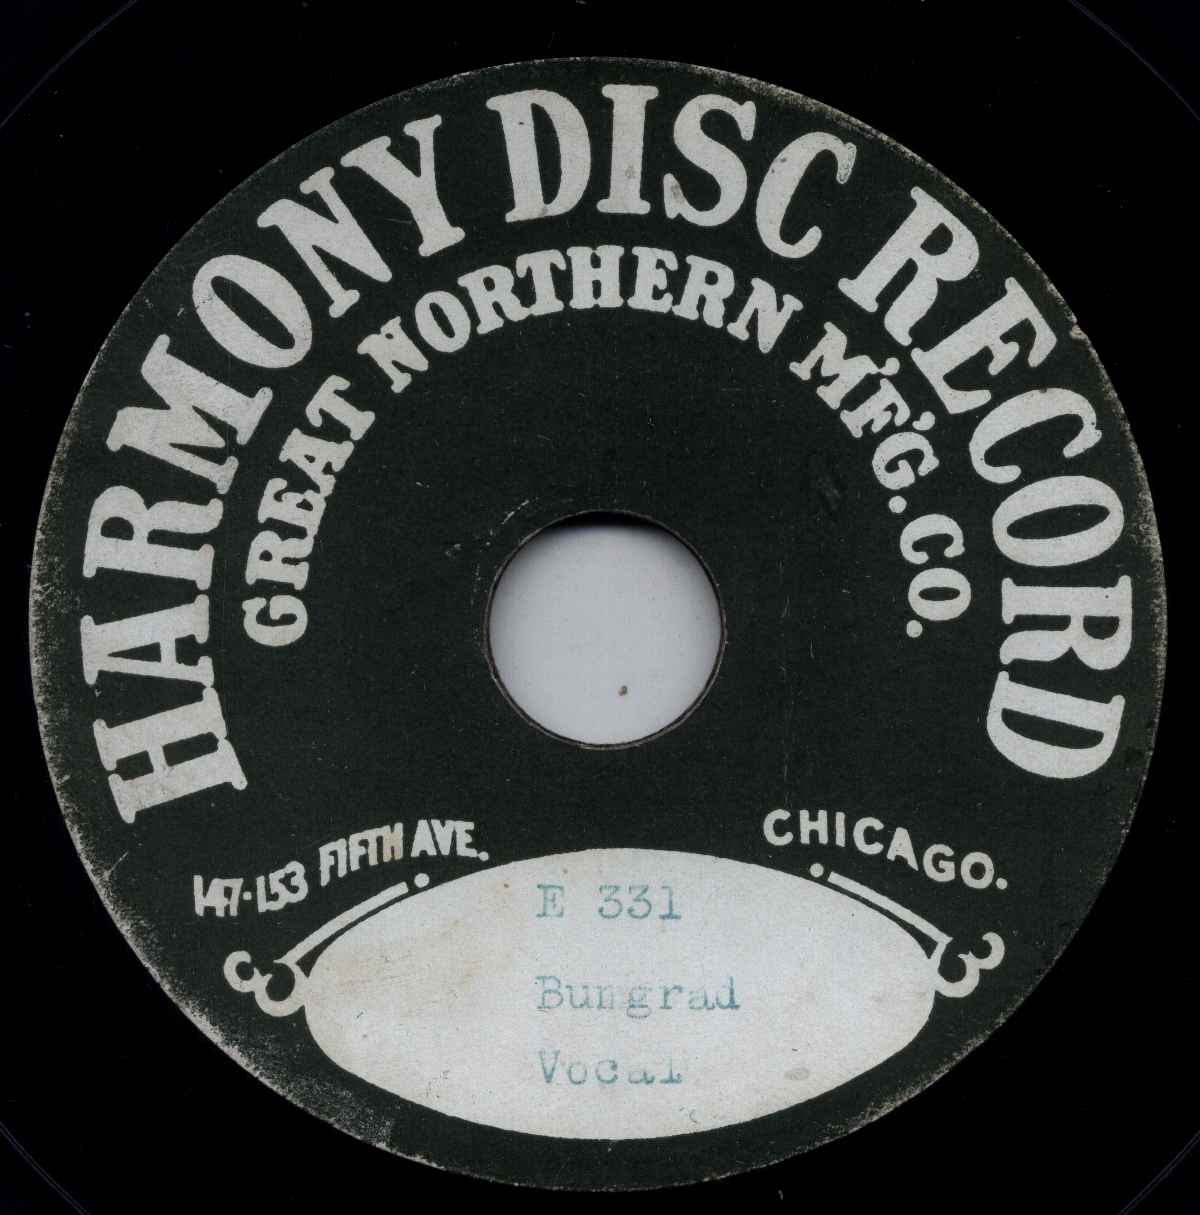 HARMONY DISC RECORD
GREAT NORTHERN M'F'G. CO.
147-153 FIFTH AVE. CHICAGO.
E 331
Bungrad
Vocal